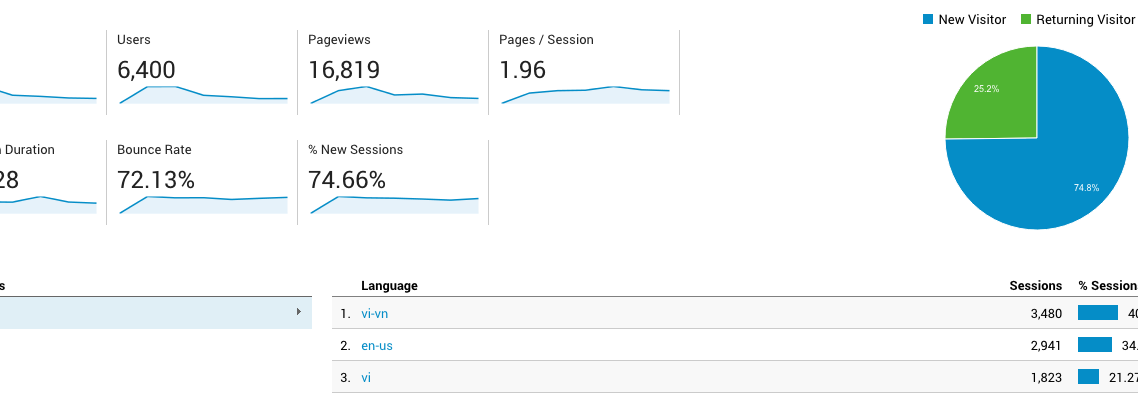 New Visitor Returning Visitor
Users Pageviews Pages / Session
6,400 16,819 1.96
25.2%
74.8%
Duration Bounce Rate % New Sessions
28 72.13% 74.66%
Language Sessions % Session
1. vi-vn 3,480 40
2. en-us 2,941 34.
3. vi 1,823 21.27